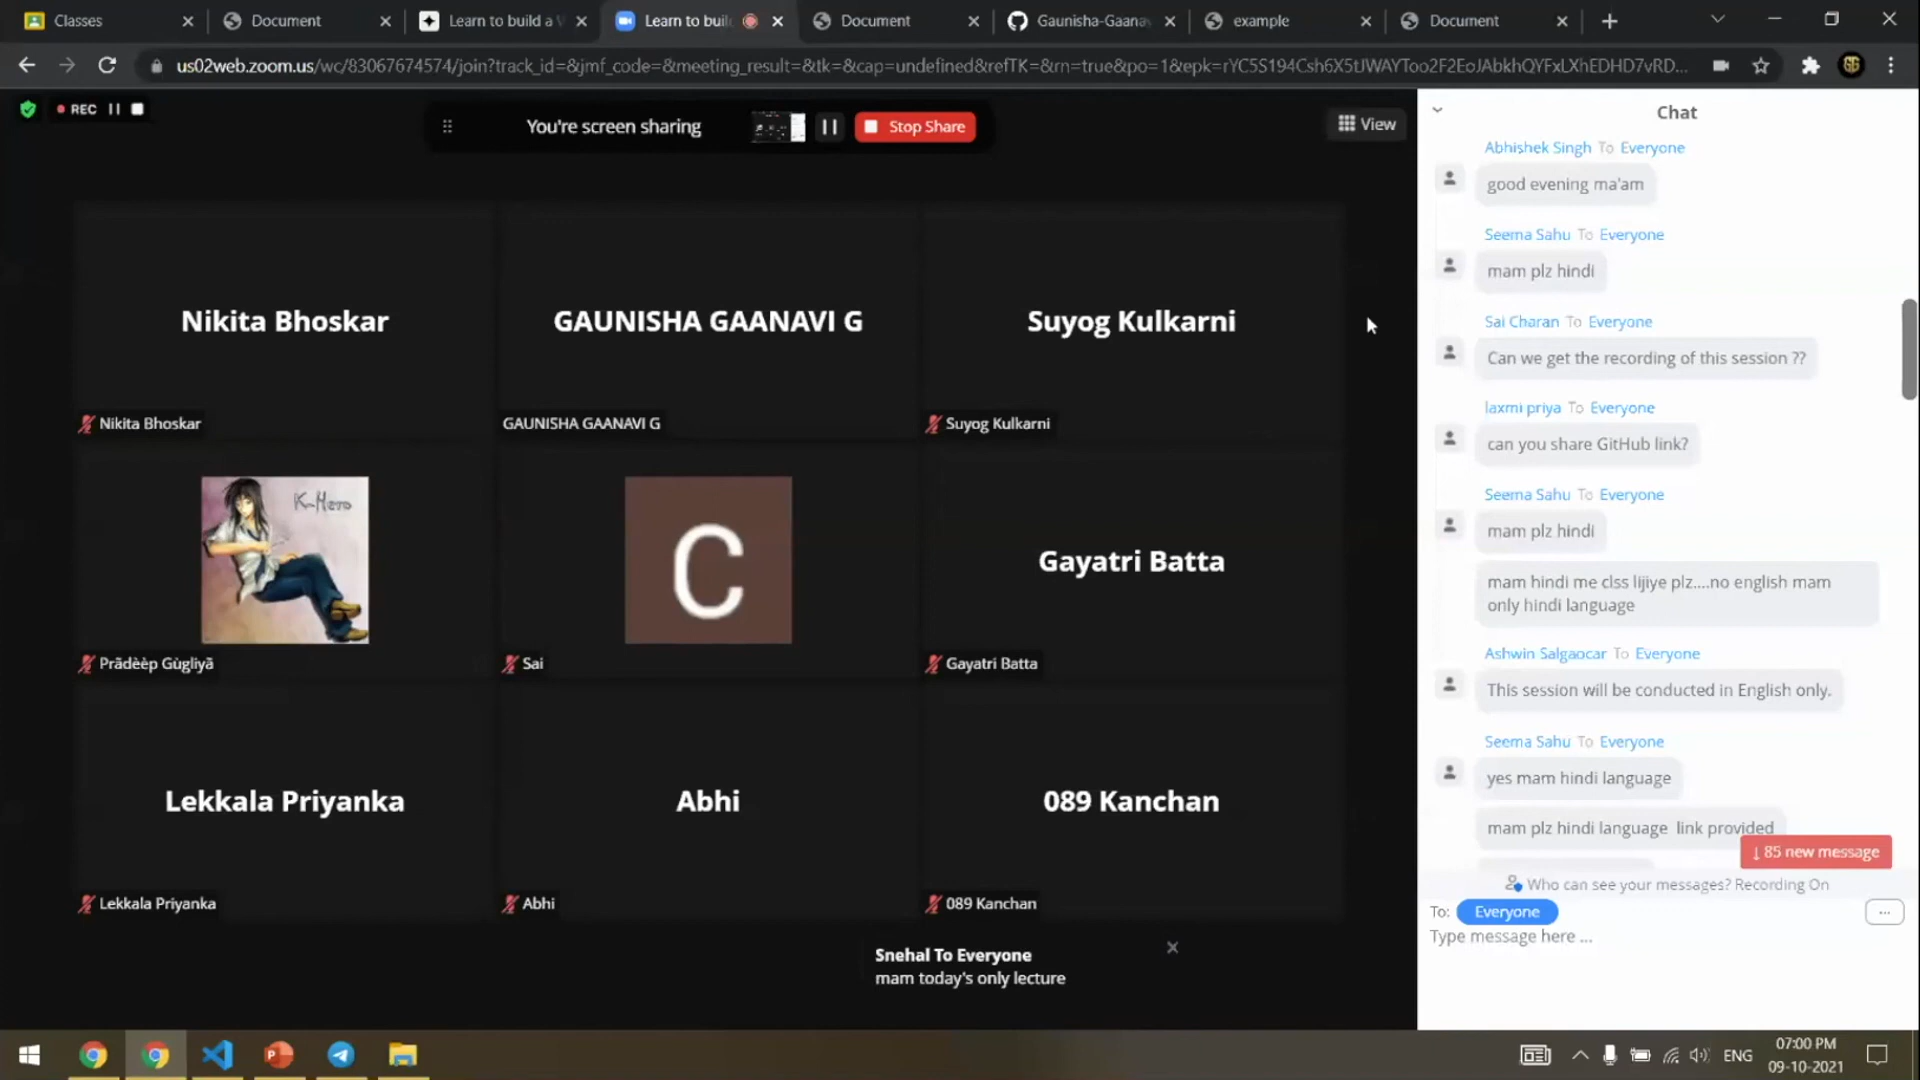 Classes
Document
Learn to build a
Learn to buil
Document
Gaunisha-Gaana
example
Document
us02web.zoom.us/wc/83067674574/join?track_id=&jmf_code=&meeting_result=&tk=&cap=undefined&refTK=&rn=true&po=1&epk=rYC5S194Csh6X5tJWAYToo2F2EoJAbkhQYFxLXhEDHD7vRD...
REC
You're screen sharing
Stop Share
View
Nikita Bhoskar
GAUNISHA GAANAVI G
Suyog Kulkarni
Nikita Bhoskar
GAUNISHA GAANAVI G
Suyog Kulkarni
K-Hero
C
Gayatri Batta
Prãdèèp Gùgliyã
Sai
Gayatri Batta
Lekkala Priyanka
Abhi
089 Kanchan
Lekkala Priyanka
Abhi
089 Kanchan
Snehal To Everyone
mam today's only lecture
Chat
Abhishek Singh To Everyone
good evening ma'am
Seema Sahu To Everyone
mam plz hindi
Sai Charan To Everyone
Can we get the recording of this session ??
laxmi priya To Everyone
can you share GitHub link?
Seema Sahu To Everyone
mam plz hindi
mam hindi me clss lijiye plz....no english mam
only hindi language
Ashwin Salgaocar To Everyone
This session will be conducted in English only.
Seema Sahu To Everyone
yes mam hindi language
mam plz hindi language link provided
↓ 85 new message
Who can see your messages? Recording On
To: Everyone
...
Type message here ...
ENG
07:00 PM
09-10-2021